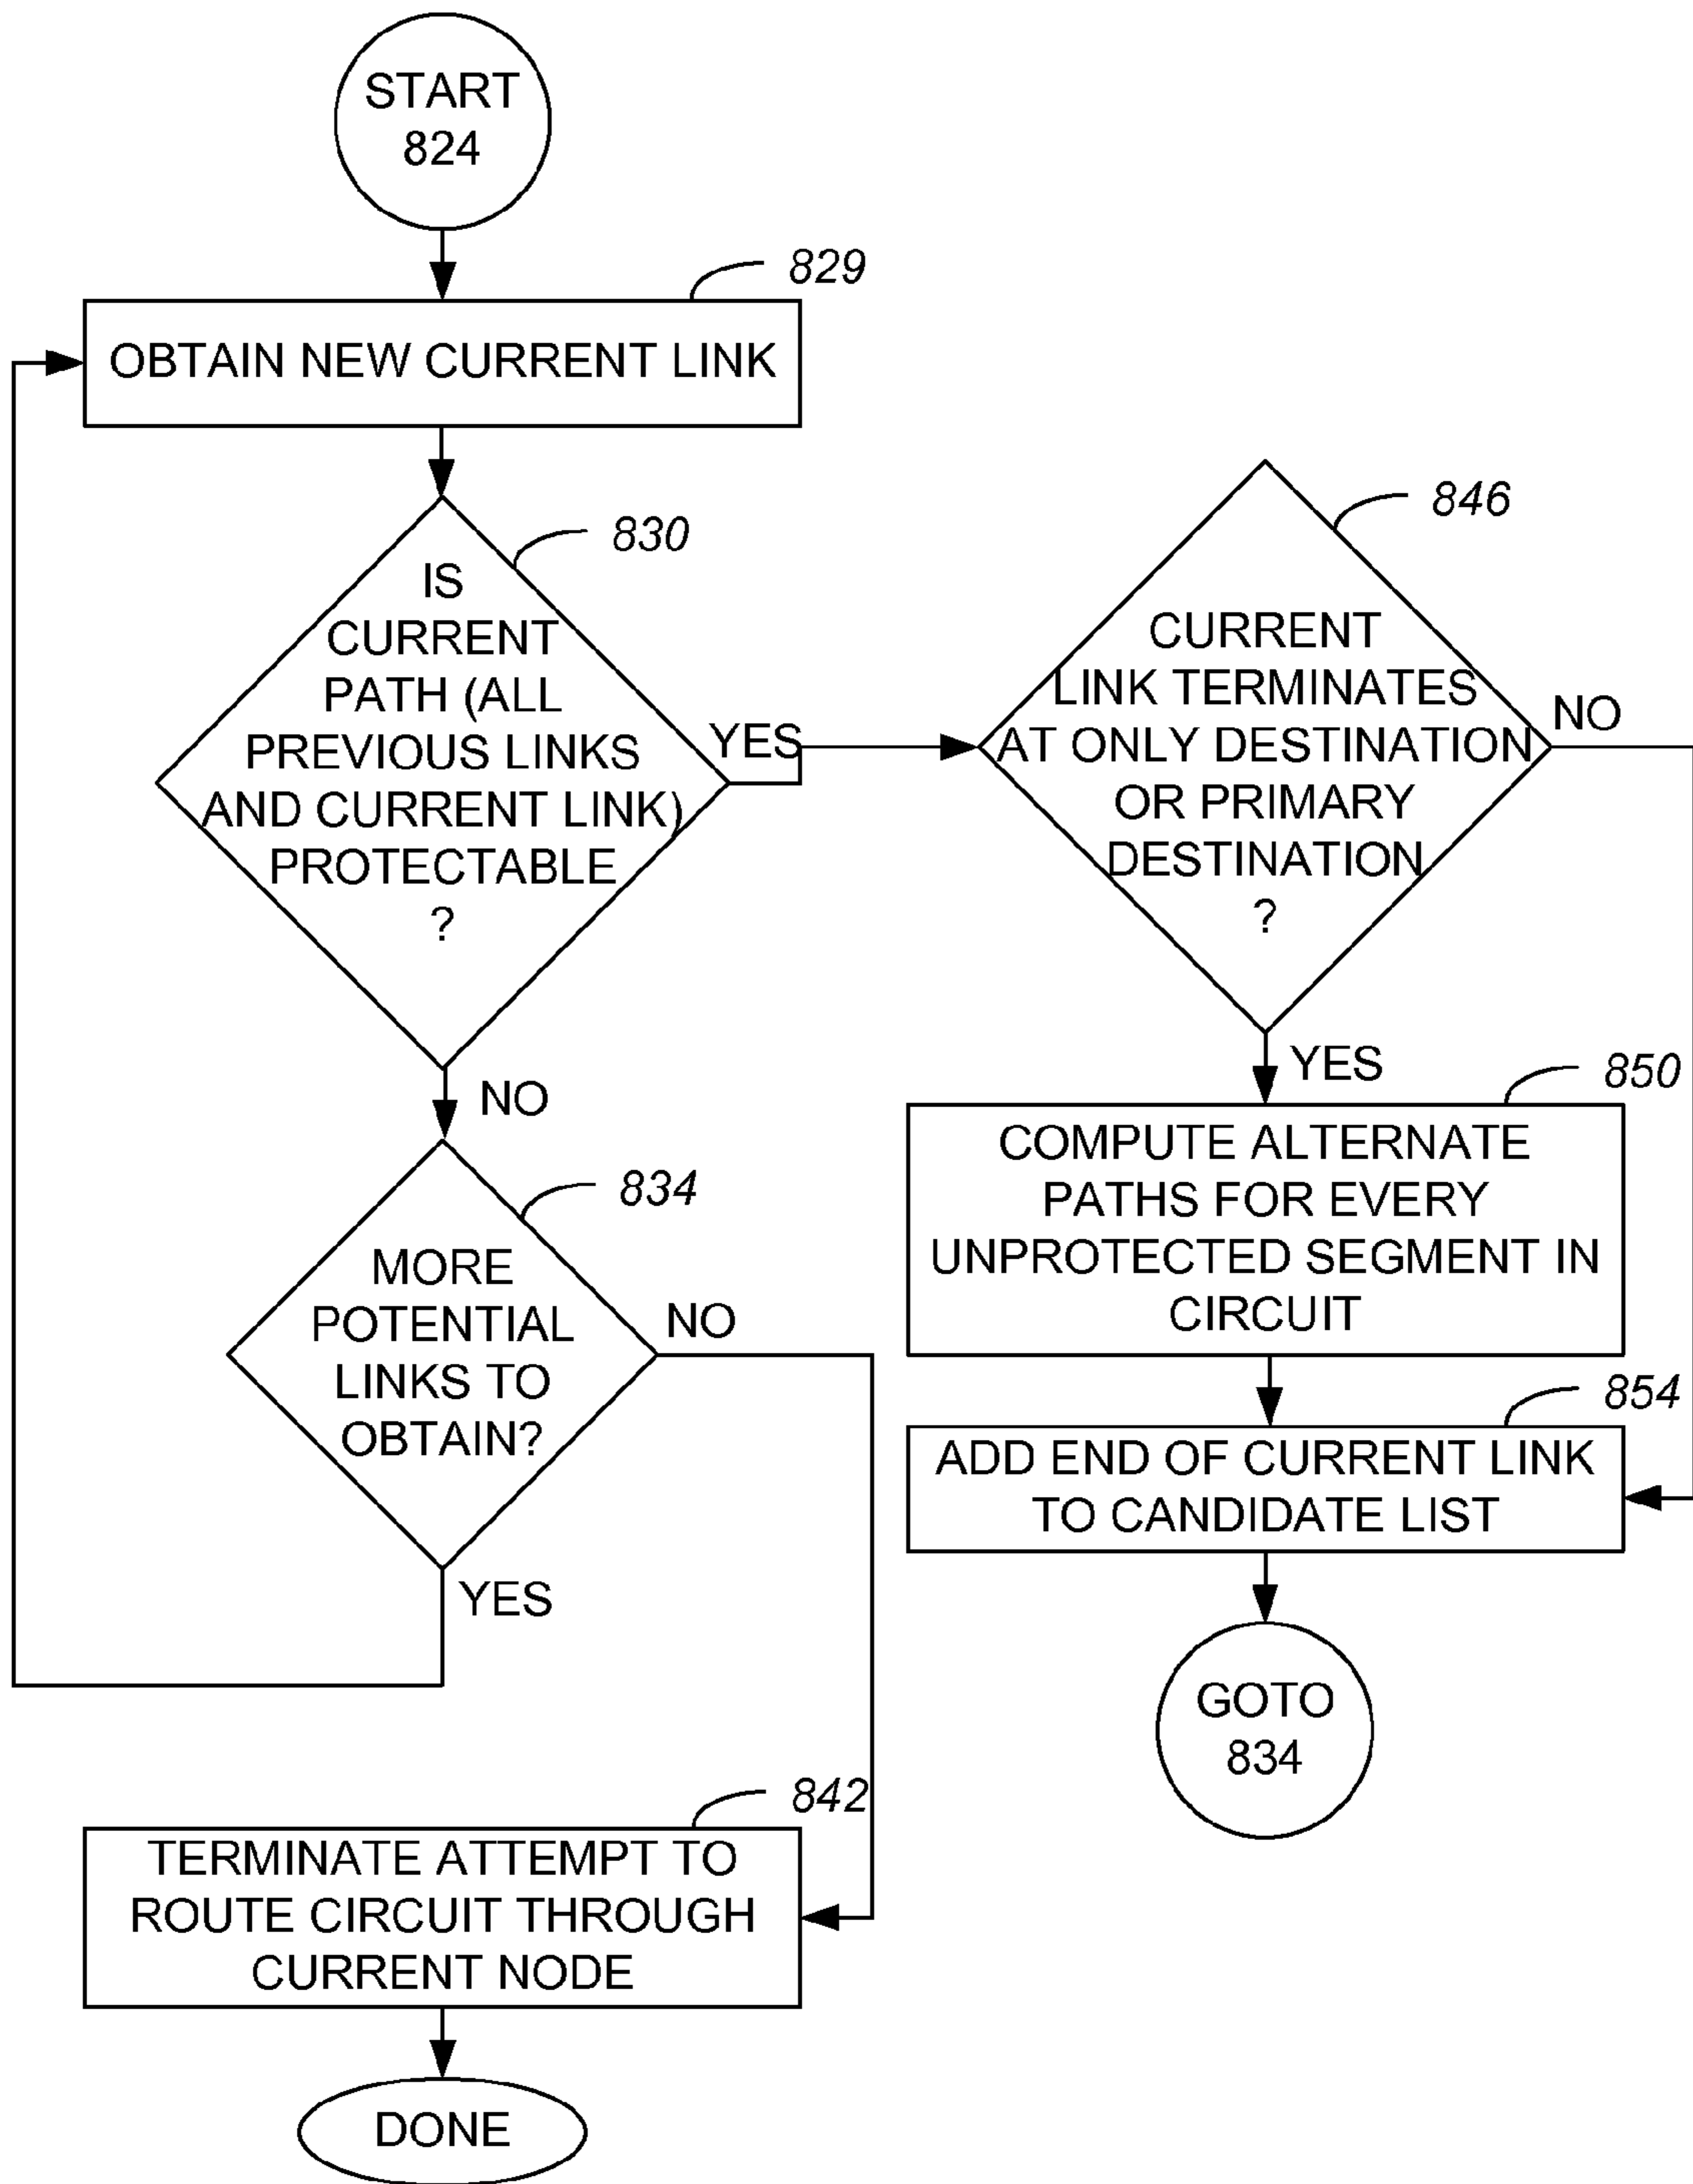 START
824
829
OBTAIN NEW CURRENT LINK
830
IS
CURRENT
PATH (ALL
PREVIOUS LINKS
AND CURRENT LINK)
PROTECTABLE
?
YES
NO
834
MORE
POTENTIAL
LINKS TO
OBTAIN?
NO
YES
842
TERMINATE ATTEMPT TO
ROUTE CIRCUIT THROUGH
CURRENT NODE
DONE
846
CURRENT
LINK TERMINATES
AT ONLY DESTINATION
OR PRIMARY
DESTINATION
?
NO
YES
850
COMPUTE ALTERNATE
PATHS FOR EVERY
UNPROTECTED SEGMENT IN
CIRCUIT
854
ADD END OF CURRENT LINK
TO CANDIDATE LIST
GOTO
834